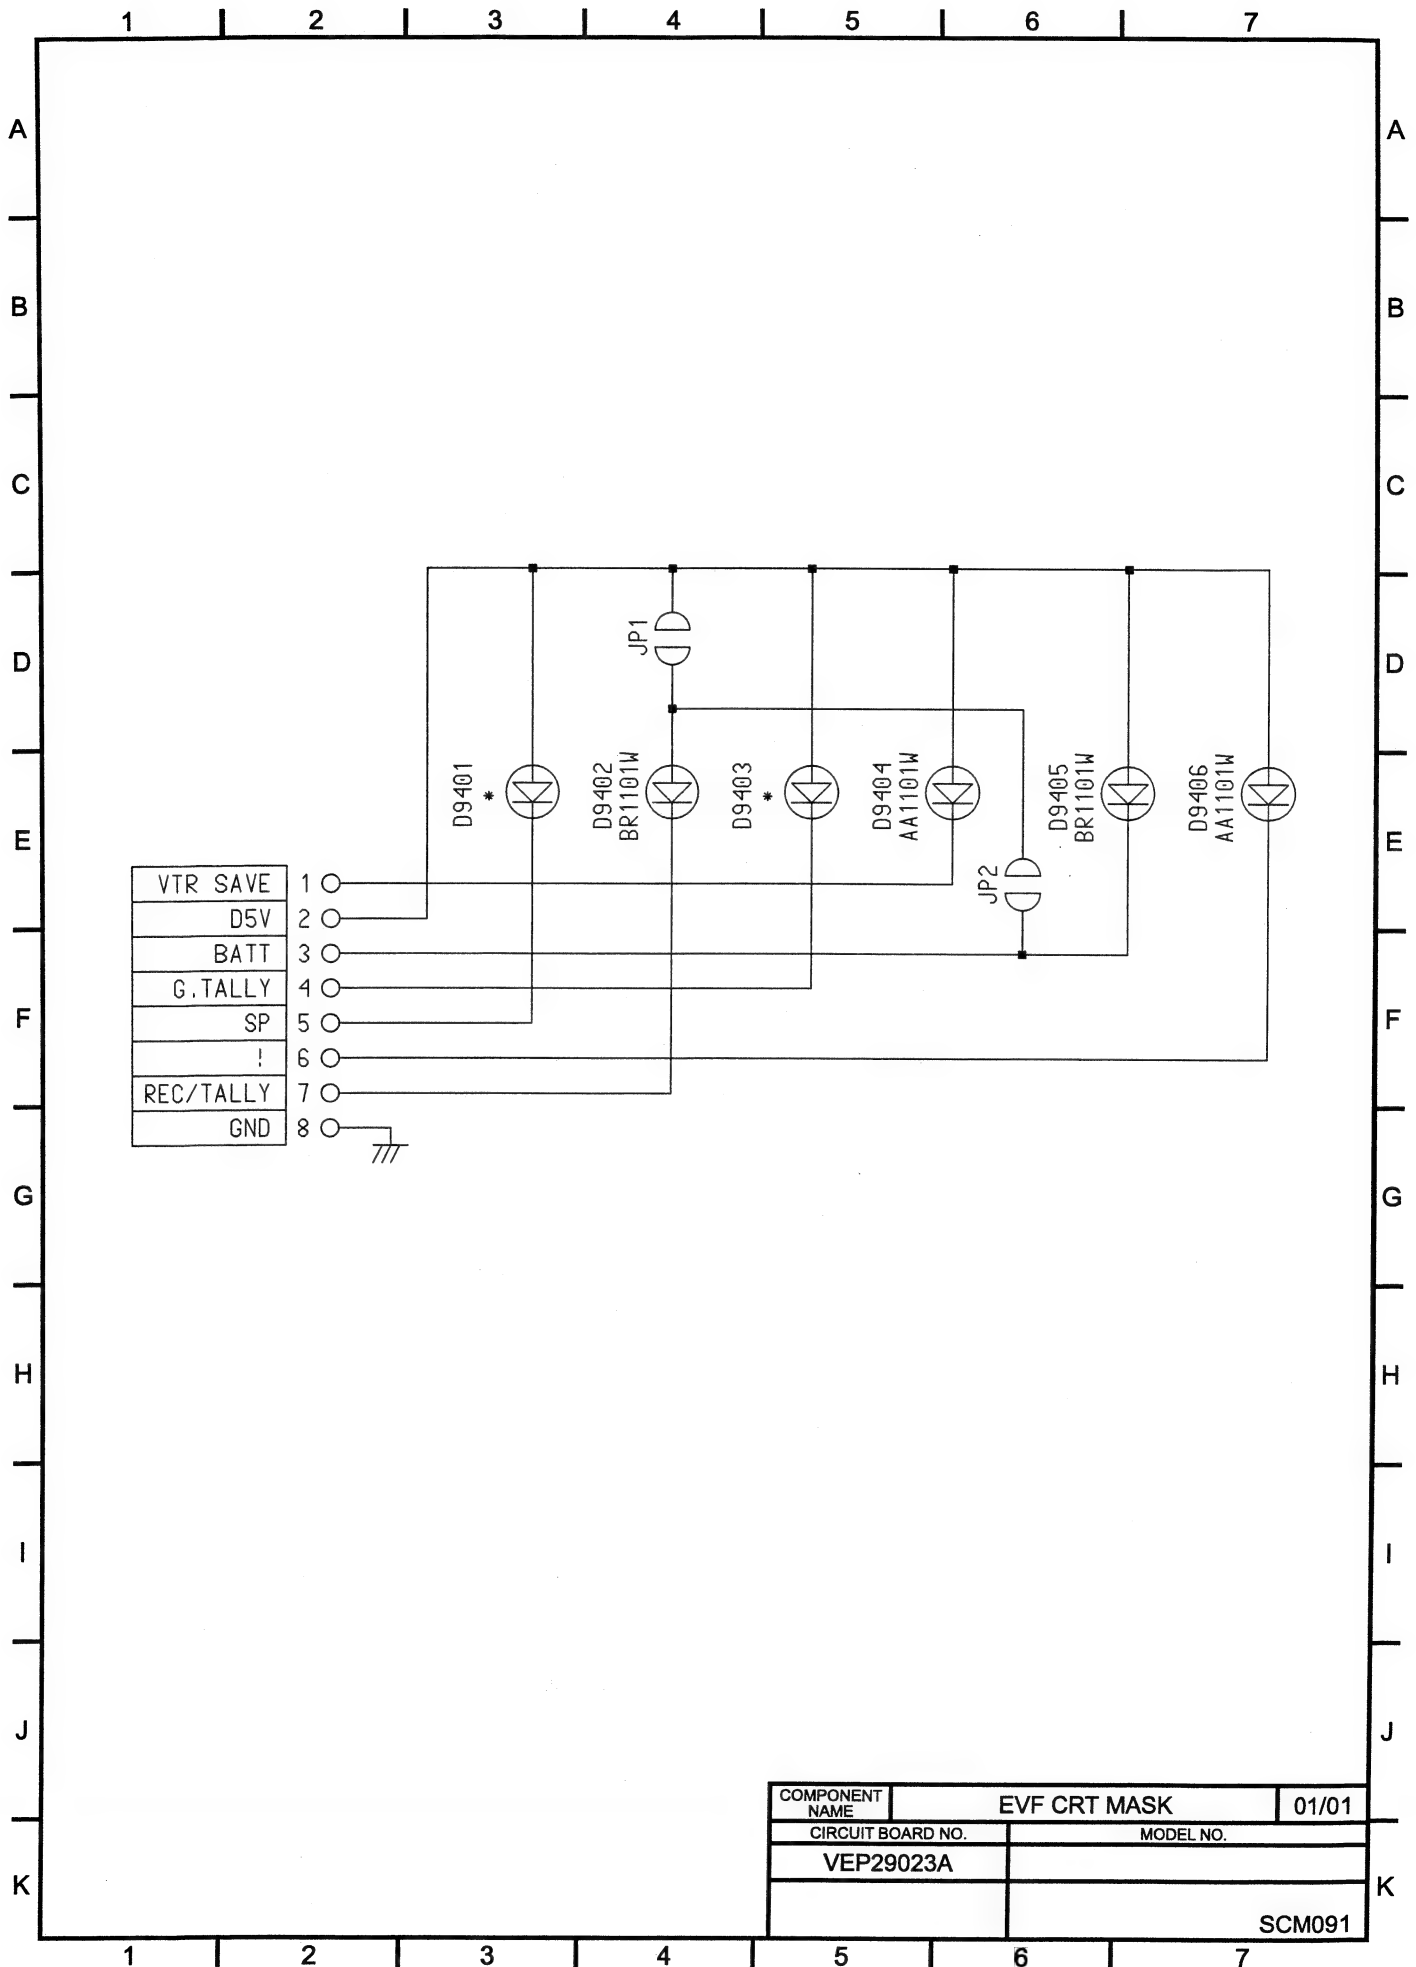 1 2 3 4 5 6 7
A A
B B
C C
D D
E E
F F
G G
H H
I I
J J
K K
JP1
D9401
*
D9402
BR1101W
D9403
*
D9404
AA1101W
D9405
BR1101W
D9406
AA1101W
JP2
VTR SAVE 1
D5V 2
BATT 3
G.TALLY 4
SP 5
! 6
REC/TALLY 7
GND 8
COMPONENT
NAME
EVF CRT MASK
01/01
CIRCUIT BOARD NO.
MODEL NO.
VEP29023A
SCM091
1 2 3 4 5 6 7